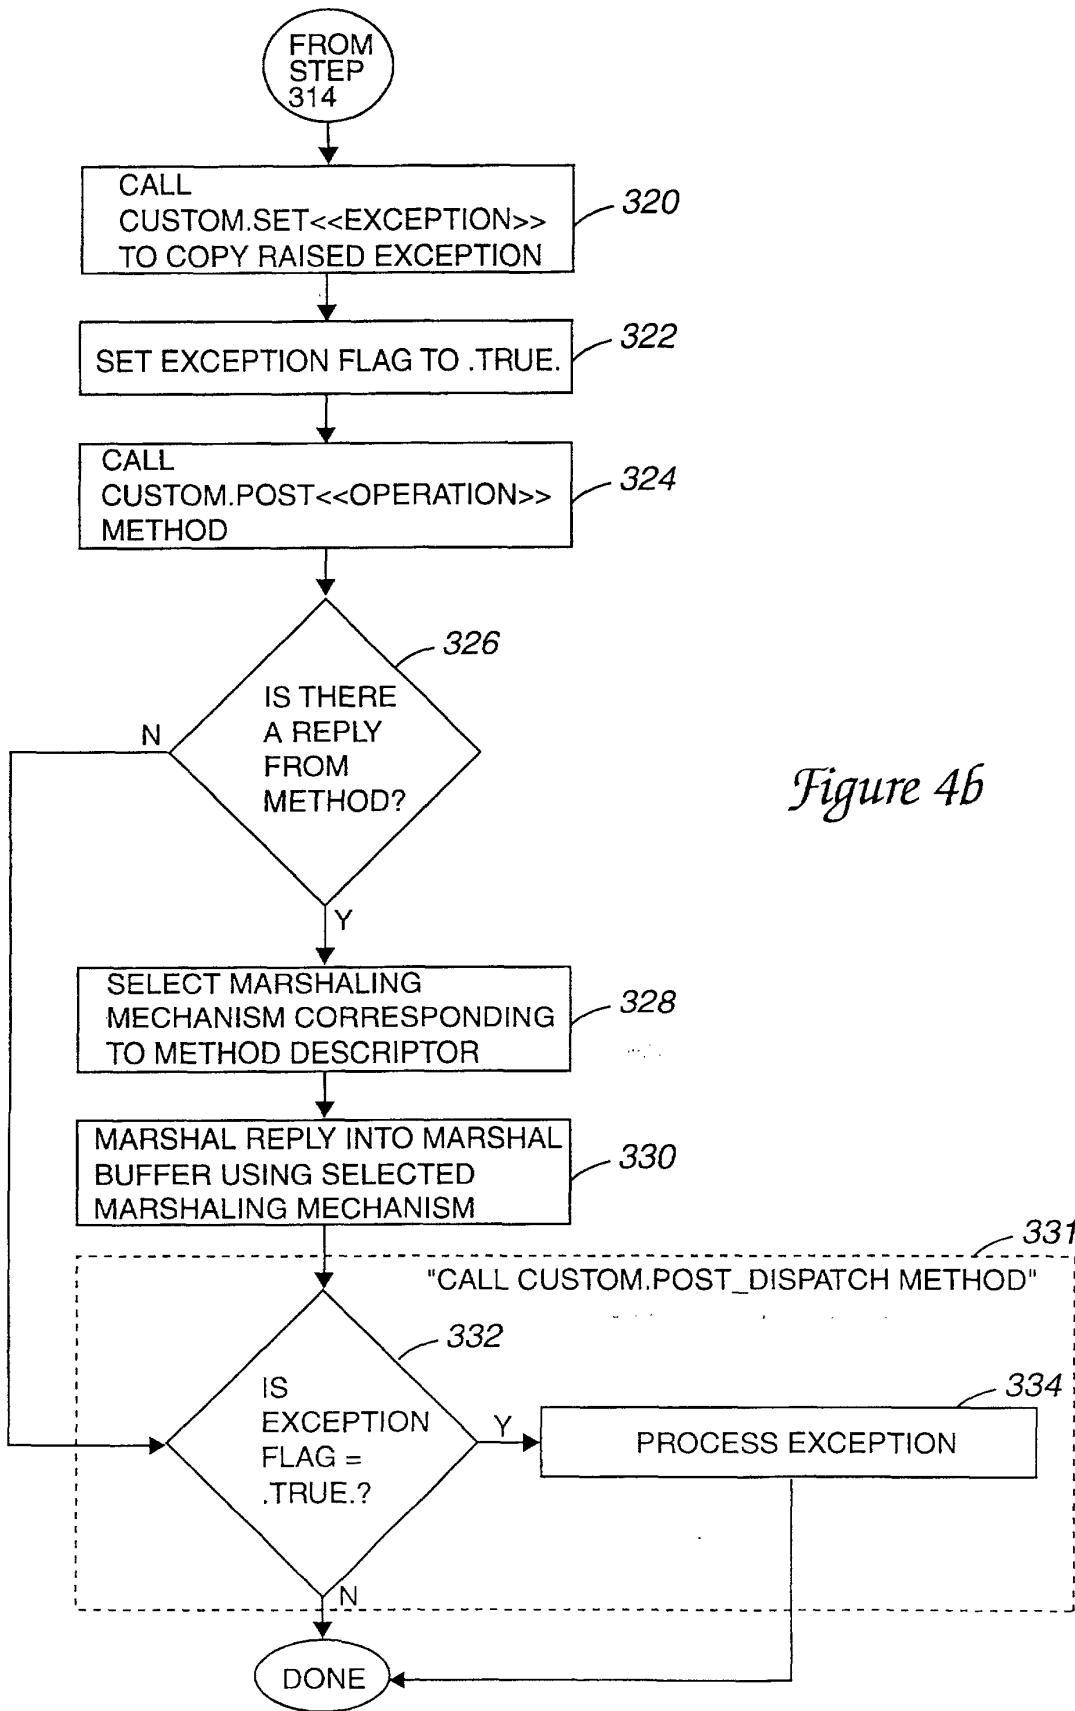 FROM
STEP
314
CALL
CUSTOM.SET<<EXCEPTION>>
TO COPY RAISED EXCEPTION
320
SET EXCEPTION FLAG TO .TRUE.
322
CALL
CUSTOM.POST<<OPERATION>>
METHOD
324
326
IS THERE
A REPLY
FROM
METHOD?
N
Y
Figure 4b
SELECT MARSHALING
MECHANISM CORRESPONDING
TO METHOD DESCRIPTOR
328
MARSHAL REPLY INTO MARSHAL
BUFFER USING SELECTED
MARSHALING MECHANISM
330
331
"CALL CUSTOM.POST_DISPATCH METHOD"
332
IS
EXCEPTION
FLAG =
.TRUE.?
Y
334
PROCESS EXCEPTION
N
DONE